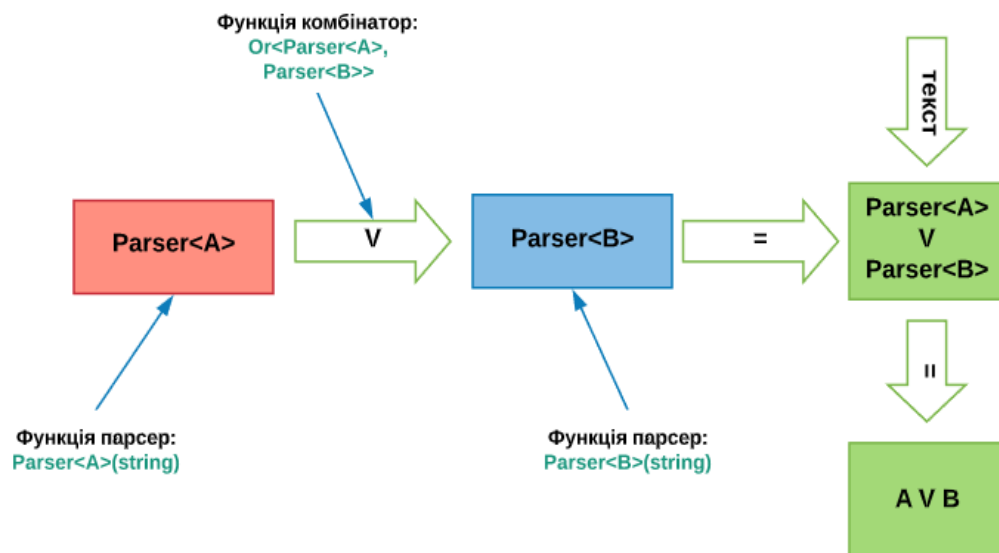 Функція комбінатор:
Or<Parser<A>,
Parser<B>>
текст
Parser<A>
V
Parser<B>
=
Parser<A>
V
Parser<B>
=
Функція парсер:
Parser<A>(string)
Функція парсер:
Parser<B>(string)
A V B